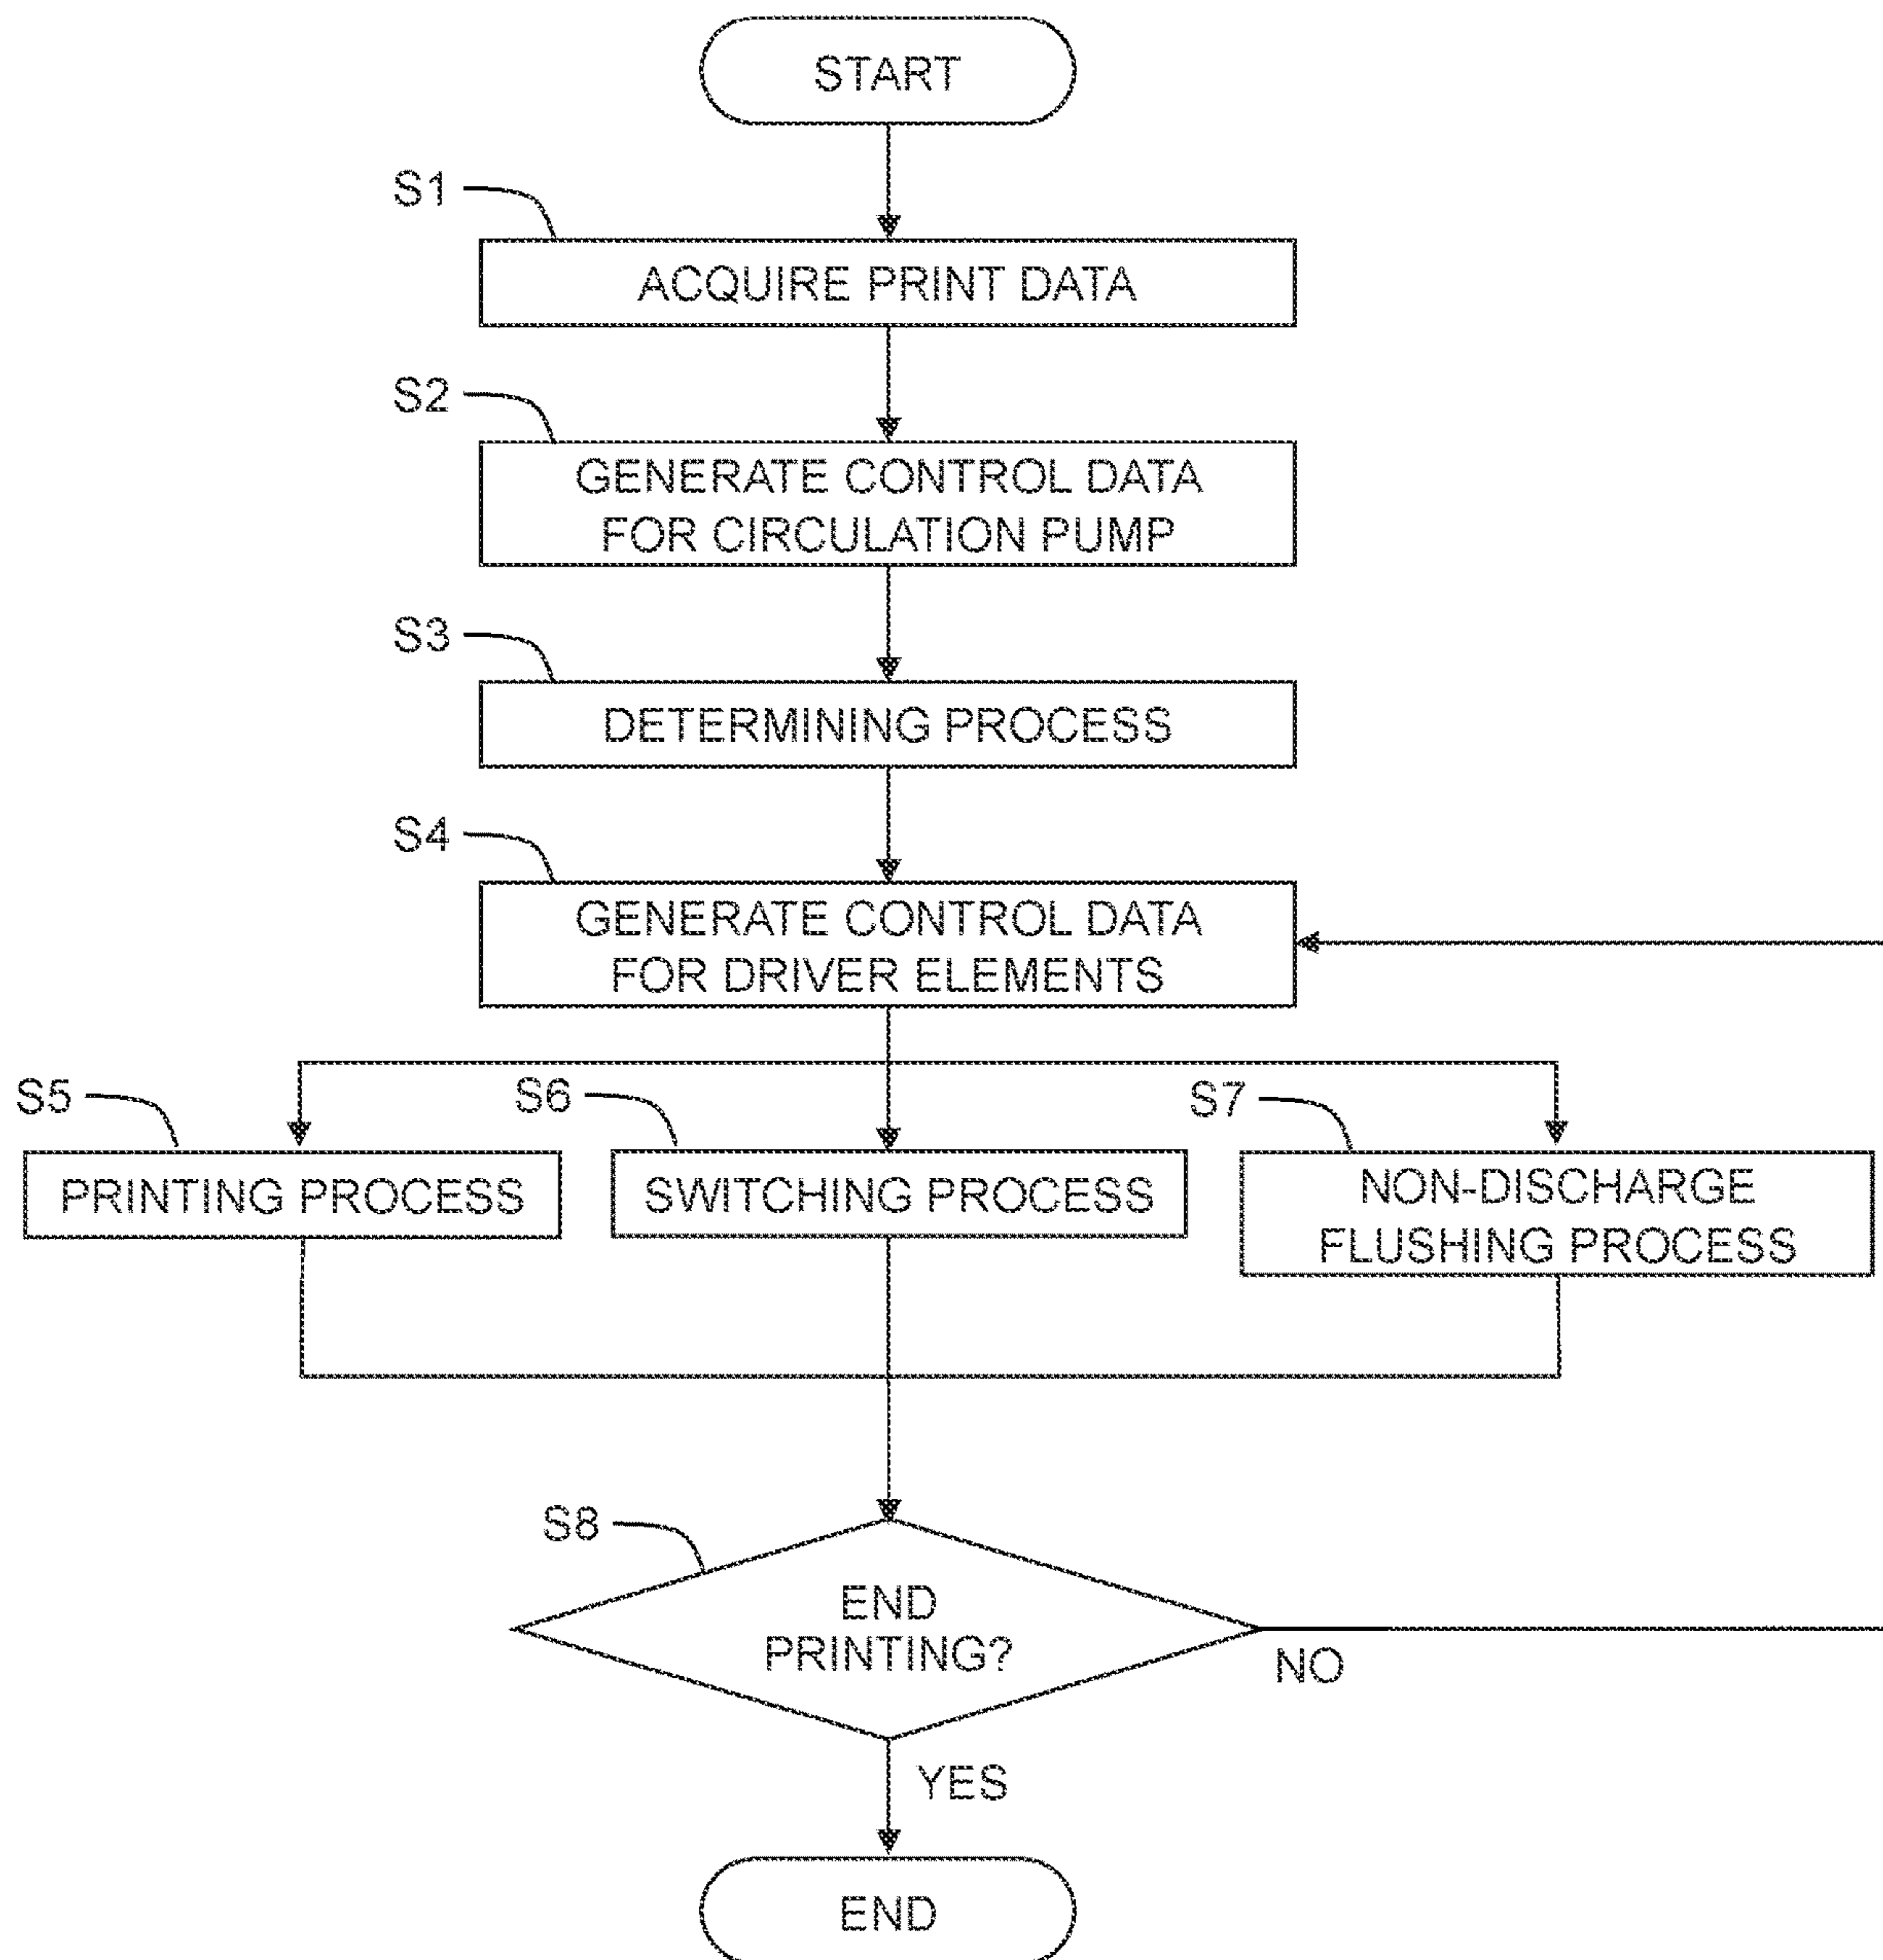 START
S1
ACQUIRE PRINT DATA
S2
GENERATE CONTROL DATA
FOR CIRCULATION PUMP
S3
DETERMINING PROCESS
S4
GENERATE CONTROL DATA
FOR DRIVER ELEMENTS
S5
PRINTING PROCESS
S6
SWITCHING PROCESS
S7
NON-DISCHARGE
FLUSHING PROCESS
S8
END
PRINTING?
NO
YES
END